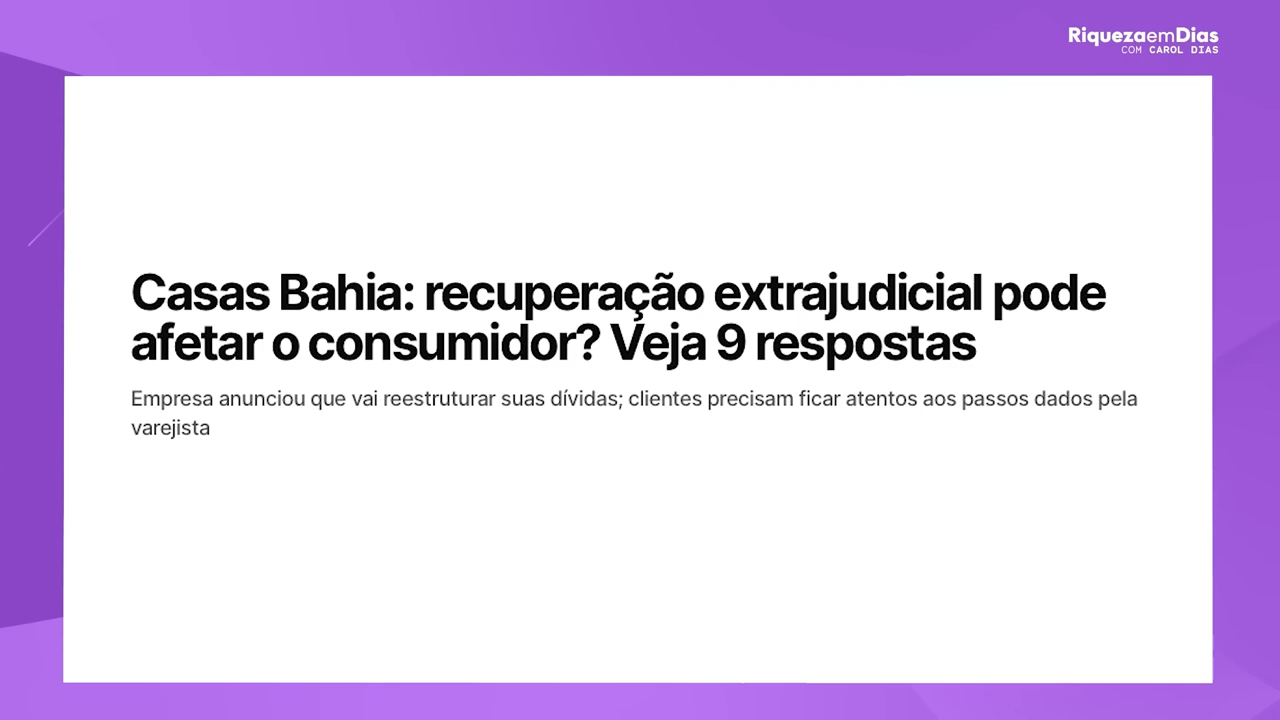 RiquezaemDias
COM CAROL DIAS
Casas Bahia: recuperação extrajudicial pode
afetar o consumidor? Veja 9 respostas
Empresa anunciou que vai reestruturar suas dívidas; clientes precisam ficar atentos aos passos dados pela
varejista